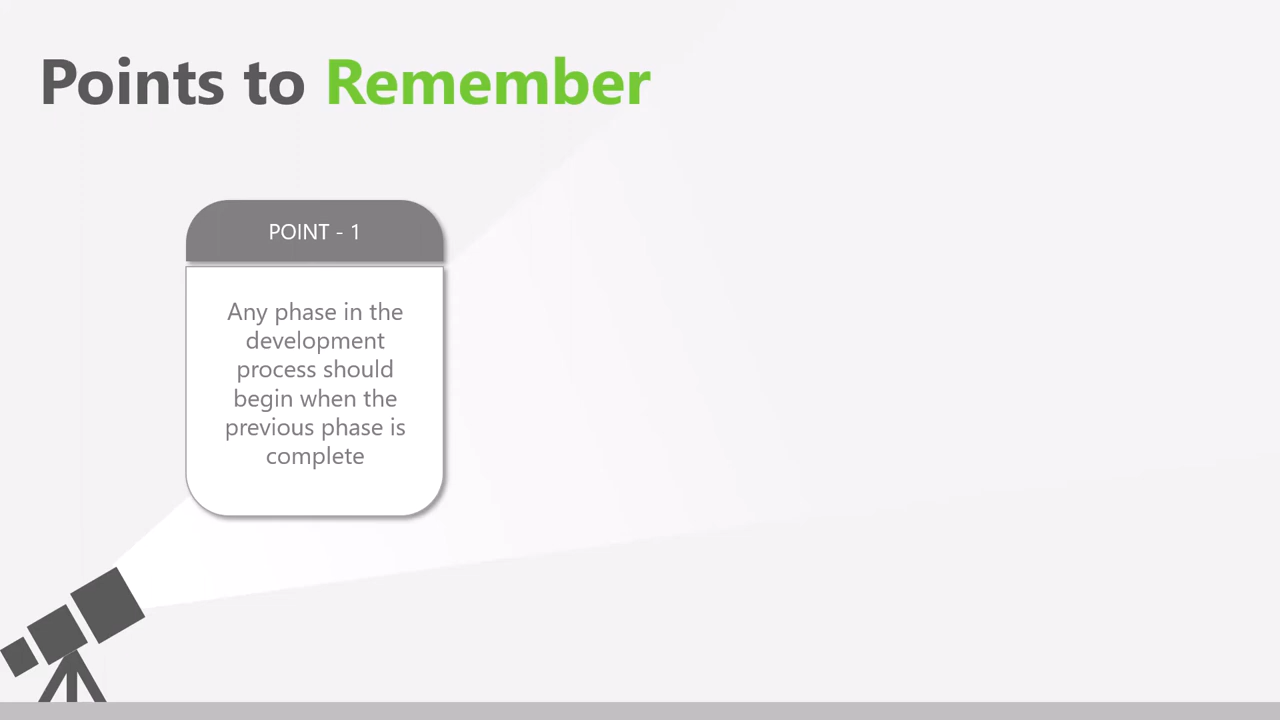 Points to Remember
POINT - 1
Any phase in the
development
process should
begin when the
previous phase is
complete